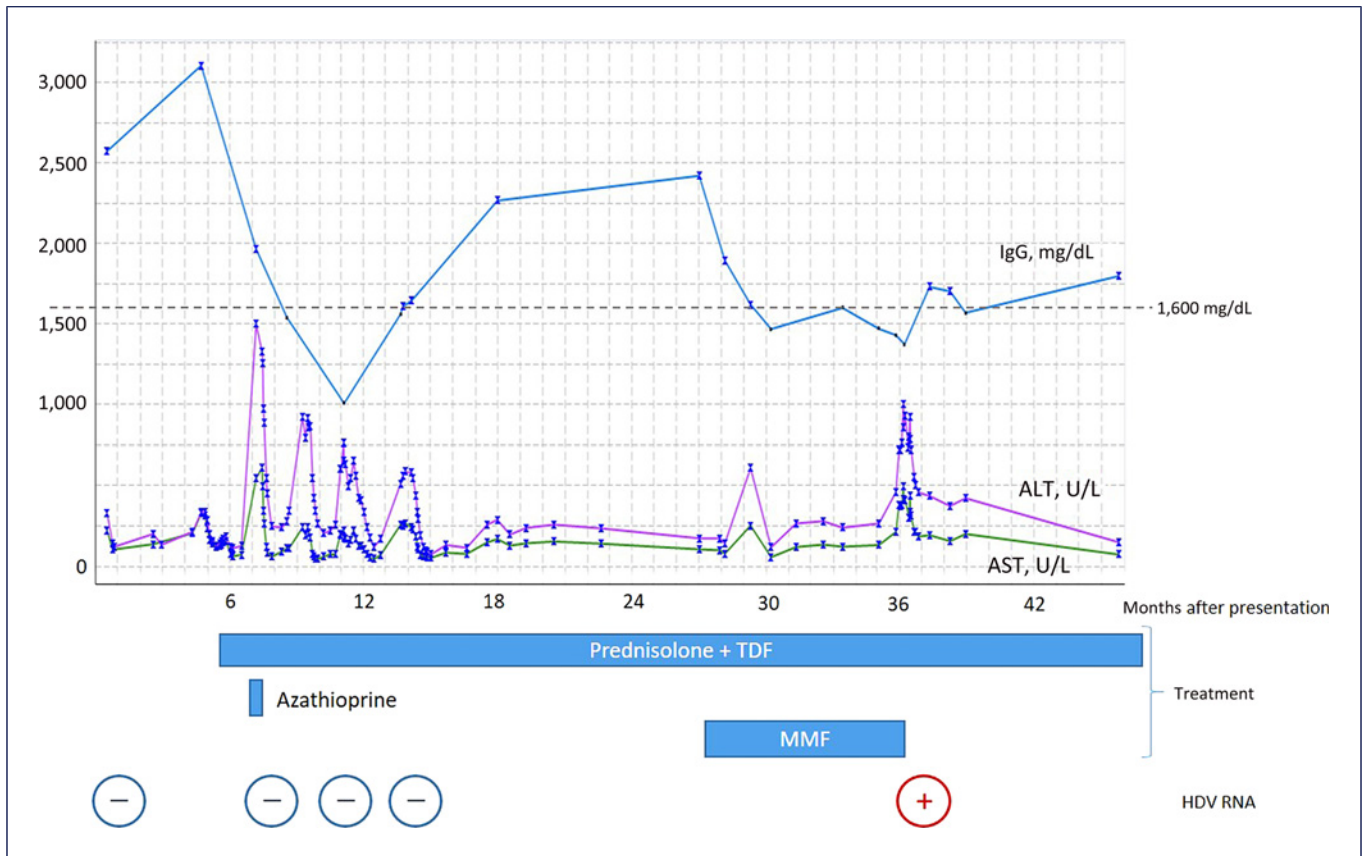 3,000
2,500
2,000
IgG, mg/dL
1,600 mg/dL
1,500
1,000
ALT, U/L
0
AST, U/L
6 12 18 24 30 36 42
Months after presentation
Prednisolone + TDF
Azathioprine
Treatment
MMF
− − − − +
HDV RNA